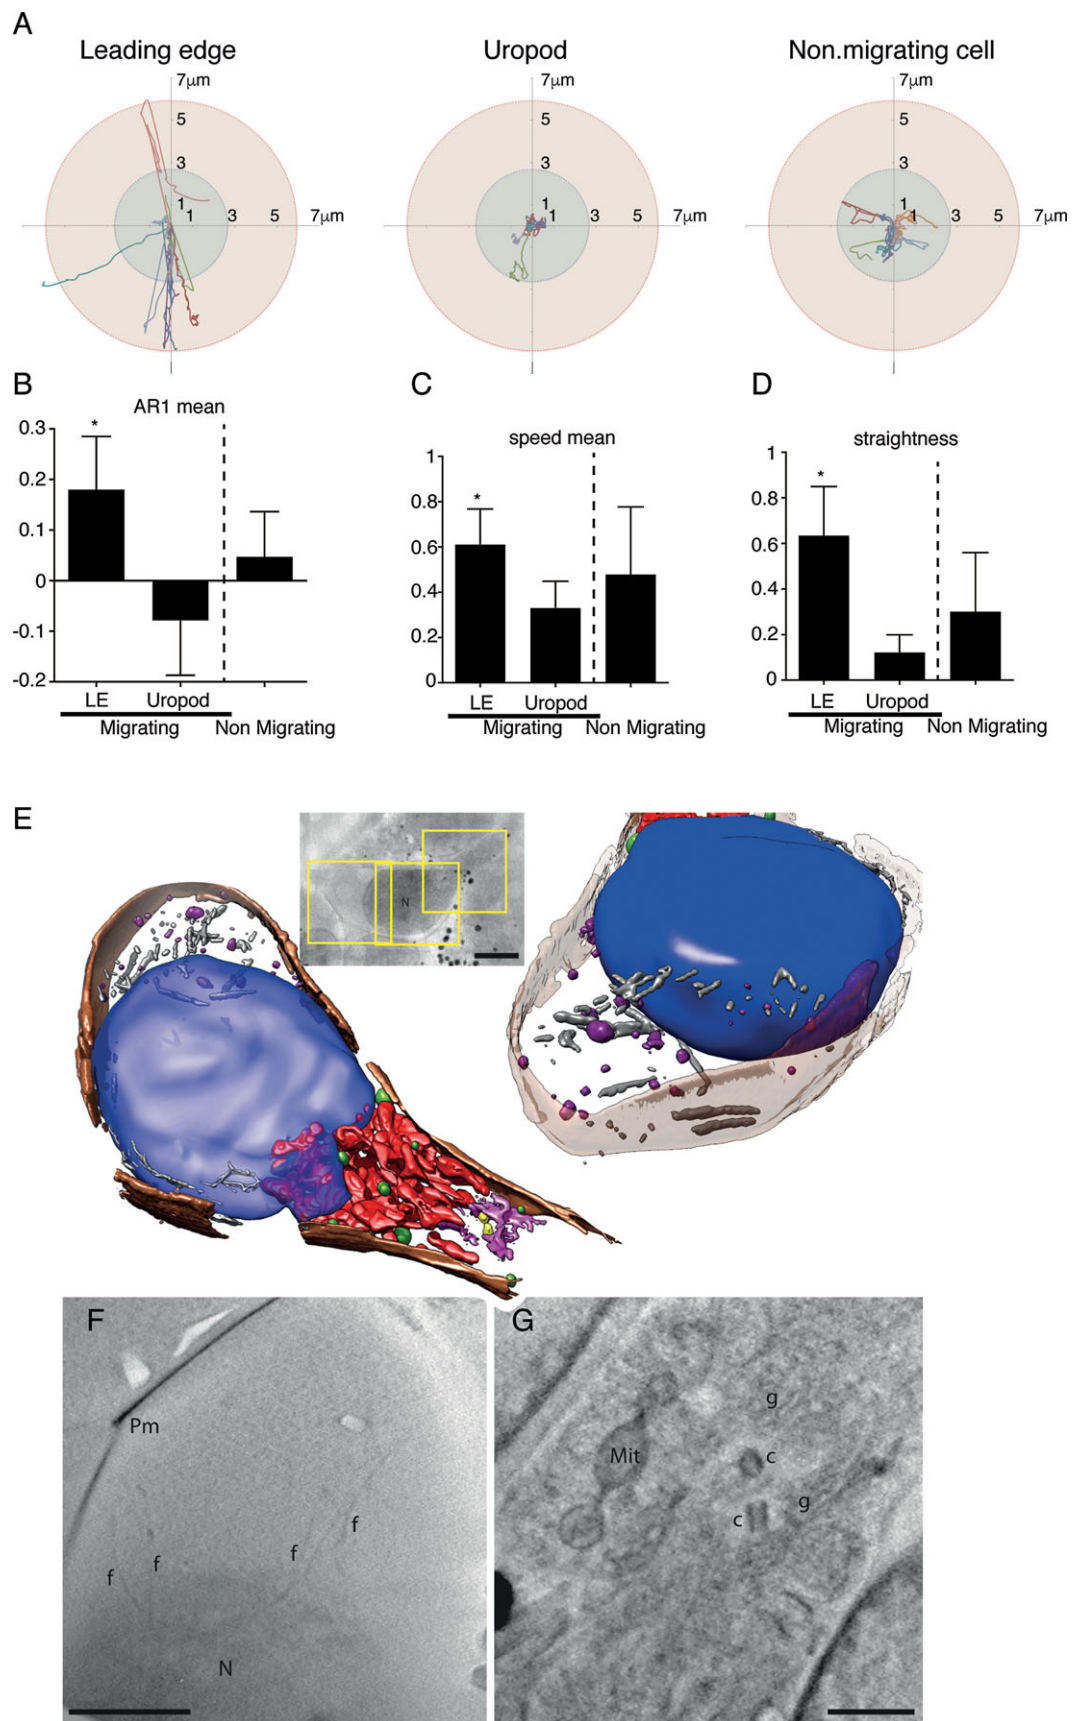 A
Leading edge
Uropod
Non.migrating cell
7μm
5
3
1
1
3
7μm
7μm
5
3
1
1
3
7μm
7μm
5
3
1
1
3
7μm
B
AR1 mean
0.3
0.2
0.1
0
-0.1
-0.2
*
LE
Uropod
Migrating
Non Migrating
C
speed mean
1
0.8
0.6
0.4
0.2
0
*
LE
Uropod
Migrating
Non Migrating
D
straightness
1
0.8
0.6
0.4
0.2
0
*
LE
Uropod
Migrating
Non Migrating
E
N
F
Pm
f
f
f
f
N
G
g
Mit
c
g
c